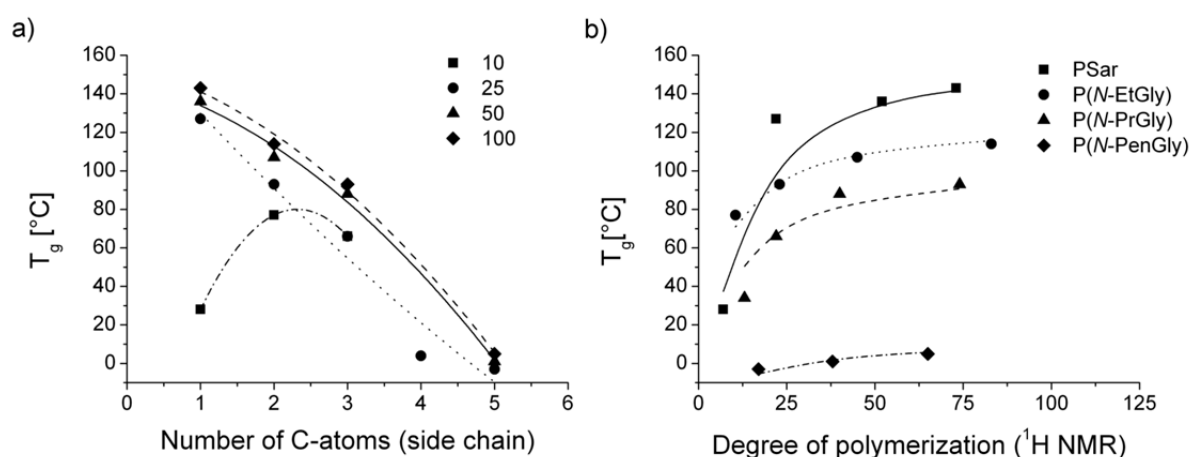 a)
160
140
120
100
80
60
40
20
0
Tg [°C]
10
25
50
100
0 1 2 3 4 5 6
Number of C-atoms (side chain)
b)
160
140
120
100
80
60
40
20
0
Tg[°C]
PSar
P(N-EtGly)
P(N-PrGly)
P(N-PenGly)
0 25 50 75 100 125
Degree of polymerization (¹H NMR)